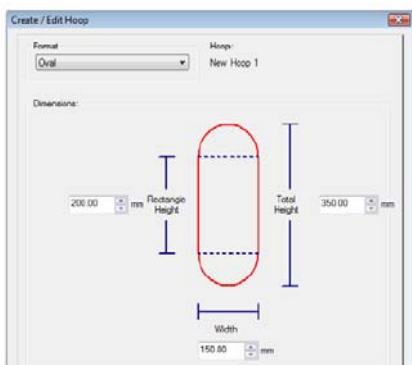 Create / Edit Hoop
Format
Hoop:
Oval
New Hoop 1
Dimensions:
200.00 mm
Rectangle
Height
Total
Height
350.00 mm
Width
150.00 mm